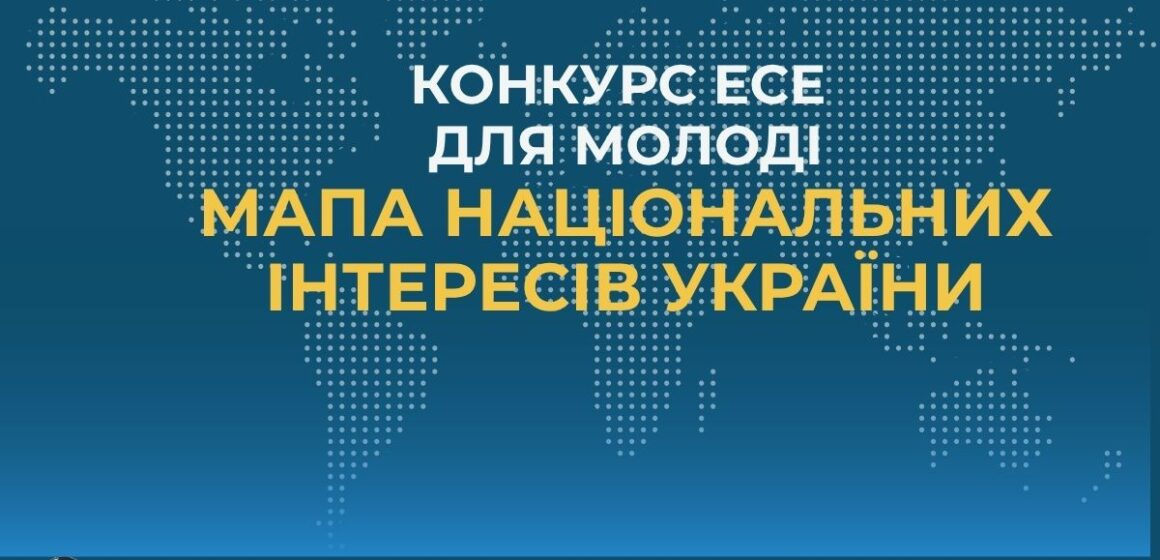 КОНКУРС ЕСЕ
ДЛЯ МОЛОДІ
МАПА НАЦІОНАЛЬНИХ
ІНТЕРЕСІВ УКРАЇНИ